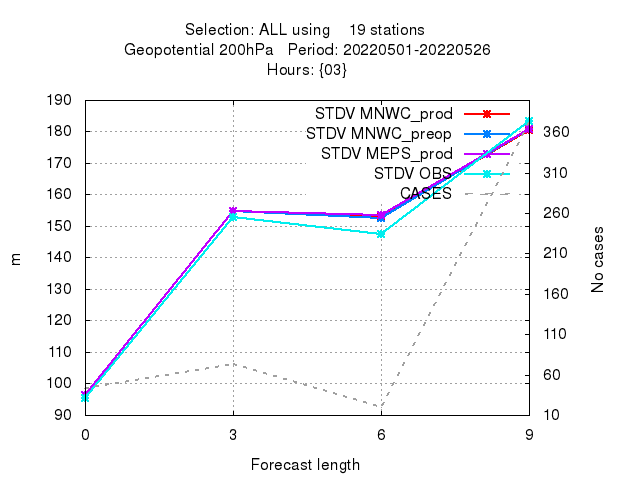 Selection: ALL using 19 stations
Geopotential 200hPa Period: 20220501-20220526
Hours: {03}
STDV MNWC_prod
STDV MNWC_preop
STDV MEPS_prod
STDV OBS
CASES
190
180
170
160
150
140
130
120
110
100
90
360
310
260
210
160
110
60
10
m
No cases
0 3 6 9
Forecast length